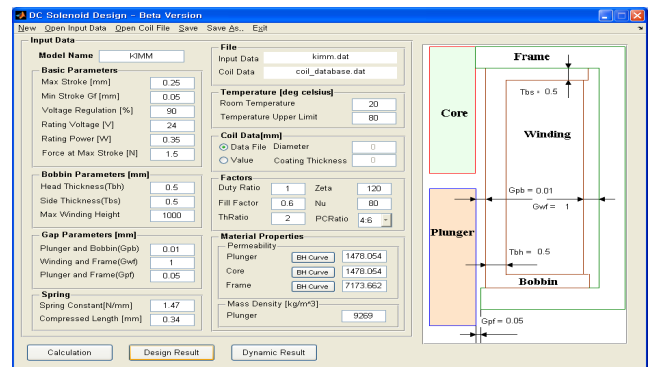 DC Solenoid Design - Beta Version
New Open Input Data Open Coil File Save Save As.. Exit
Input Data
Model Name KIMM
Basic Parameters
Max Stroke [mm] 0.25
Min Stroke Gf [mm] 0.05
Voltage Regulation [%] 90
Rating Voltage [V] 24
Rating Power [W] 0.35
Force at Max Stroke [N] 1.5
Bobbin Parameters [mm]
Head Thickness(Tbh) 0.5
Side Thickness(Tbs) 0.5
Max Winding Height 1000
Gap Parameters [mm]
Plunger and Bobbin(Gpb) 0.01
Winding and Frame(Gwf) 1
Plunger and Frame(Gpf) 0.05
Spring
Spring Constant[N/mm] 1.47
Compressed Length [mm] 0.34
File
Input Data kimm.dat
Coil Data coil_database.dat
Temperature [deg celsius]
Room Temperature 20
Temperature Upper Limit 80
Coil Data[mm]
Data File Diameter 0
Value Coating Thickness 0
Factors
Duty Ratio 1 Zeta 120
Fill Factor 0.6 Nu 80
ThRatio 2 PCRatio 4:6
Material Properties
Permeability
Plunger BH Curve 1478.054
Core BH Curve 1478.054
Frame BH Curve 7173.662
Mass Density [kg/m^3]
Plunger 9269
Frame
Tbs = 0.5
Core
Winding
Gpb = 0.01
Gwf = 1
Plunger
Tbh = 0.5
Bobbin
Gpf = 0.05
Calculation Design Result Dynamic Result